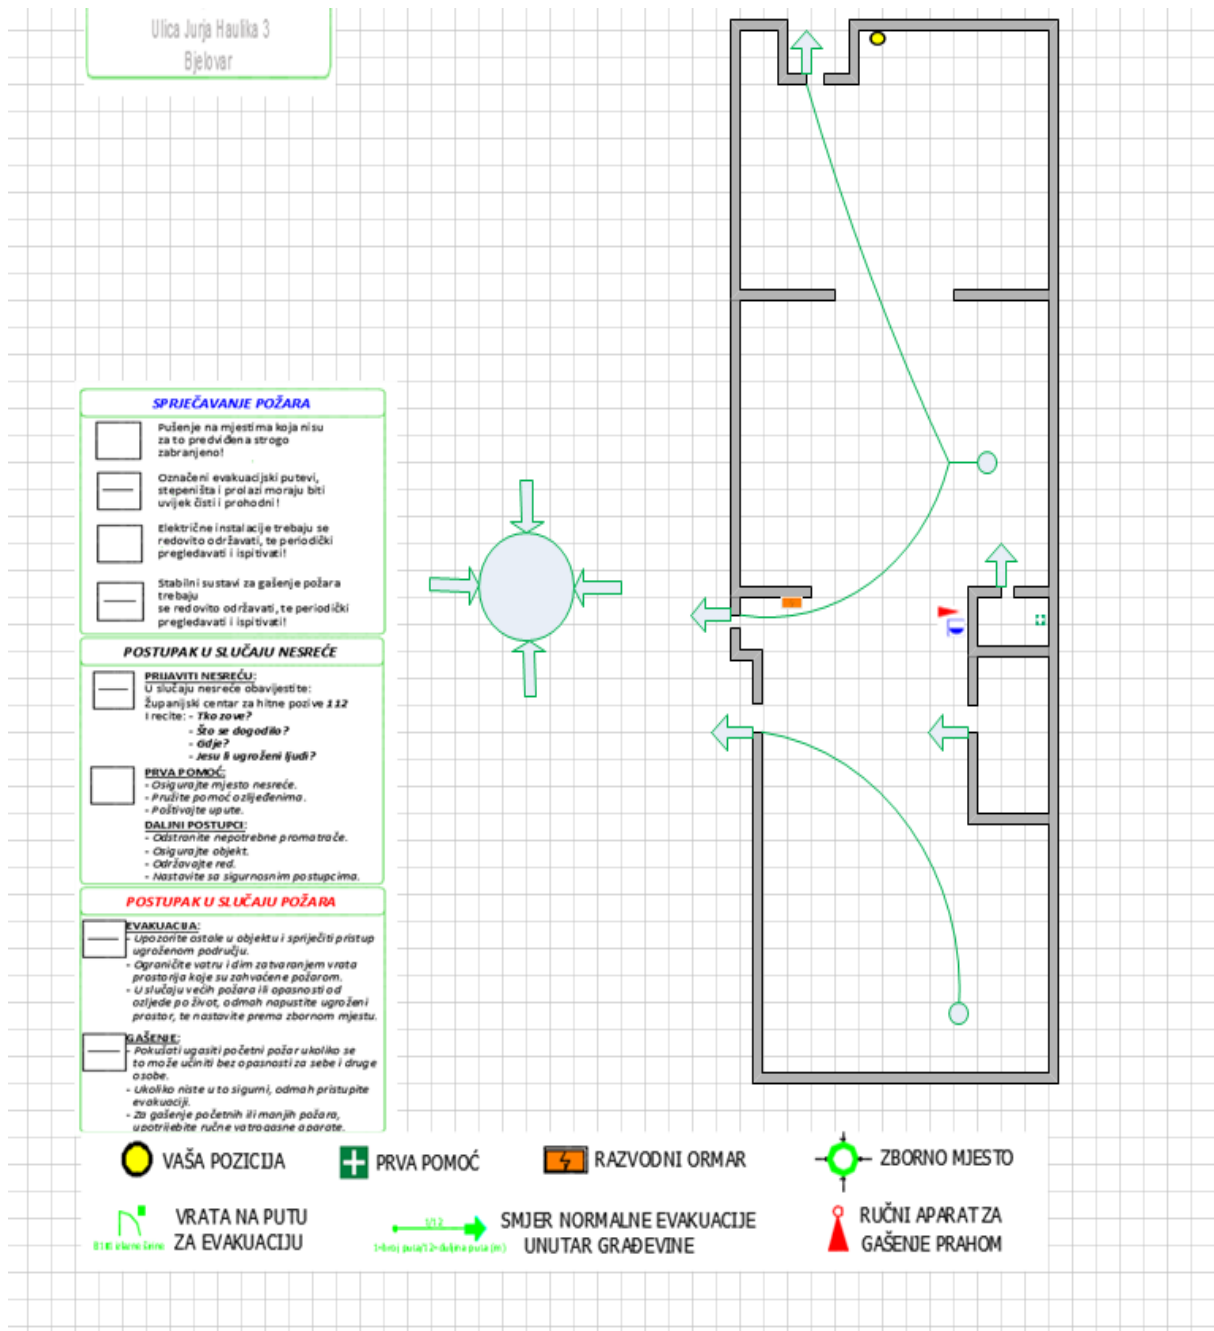 Ulica Jurja Haulika 3
Bjelovar
SPRJEČAVANJE POŽARA
Pušenje na mjestima koja nisu
za to predviđena strogo
zabranjeno!
Označeni evakuacijski putevi,
stepeništa i prolazi moraju biti
uvijek čisti i prohodni!
Električne instalacije trebaju se
redovito održavati, te periodički
pregledavati i ispitivati!
Stabilni sustavi za gašenje požara
trebaju
se redovito održavati, te periodički
pregledavati i ispitivati!
POSTUPAK U SLUČAJU NESREĆE
PRIJAVITI NESREĆU:
U slučaju nesreće obavijestite:
Županijski centar za hitne pozive 112
I recite: - Tko zove?
- Što se dogodilo?
- Gdje?
- Jesu li ugroženi ljudi?
PRVA POMOĆ:
- Osigurajte mjesto nesreće.
- Pružite pomoć ozlijeđenima.
- Poštivajte upute.
DALJNI POSTUPCI:
- Odstranite nepotrebne promatrače.
- Osigurajte objekt.
- Održavajte red.
- Nastavite sa sigurnosnim postupcima.
POSTUPAK U SLUČAJU POŽARA
EVAKUACIJA:
- Upozorite ostale u objektu i spriječiti pristup
ugroženom području.
- Ograničite vatru i dim zatvaranjem vrata
prostorija koje su zahvaćene požarom.
- U slučaju većih požara ili opasnosti od
ozljede po život, odmah napustite ugroženi
prostor, te nastavite prema zbornom mjestu.
GAŠENJE:
- Pokušati ugasiti početni požar ukoliko se
to može učiniti bez opasnosti za sebe i druge
osobe.
- Ukoliko niste u to sigurni, odmah pristupite
evakuaciji.
- Za gašenje početnih ili manjih požara,
upotrijebite ručne vatrogasne aparate.
VAŠA POZICIJA
PRVA POMOĆ
RAZVODNI ORMAR
ZBORNO MJESTO
VRATA NA PUTU
ZA EVAKUACIJU
1/12
1=broj puta/12=duljina puta (m)
SMJER NORMALNE EVAKUACIJE
UNUTAR GRAĐEVINE
RUČNI APARAT ZA
GAŠENJE PRAHOM